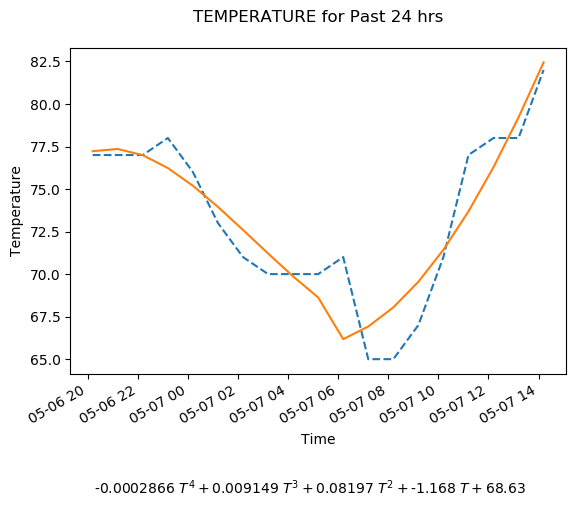 TEMPERATURE for Past 24 hrs
82.5
80.0
77.5
75.0
72.5
70.0
67.5
65.0
Temperature
05-06 20 05-06 22 05-07 00 05-07 02 05-07 04 05-07 06 05-07 08 05-07 10 05-07 12 05-07 14
Time
-0.0002866 T⁴ + 0.009149 T³ + 0.08197 T² + -1.168 T + 68.63